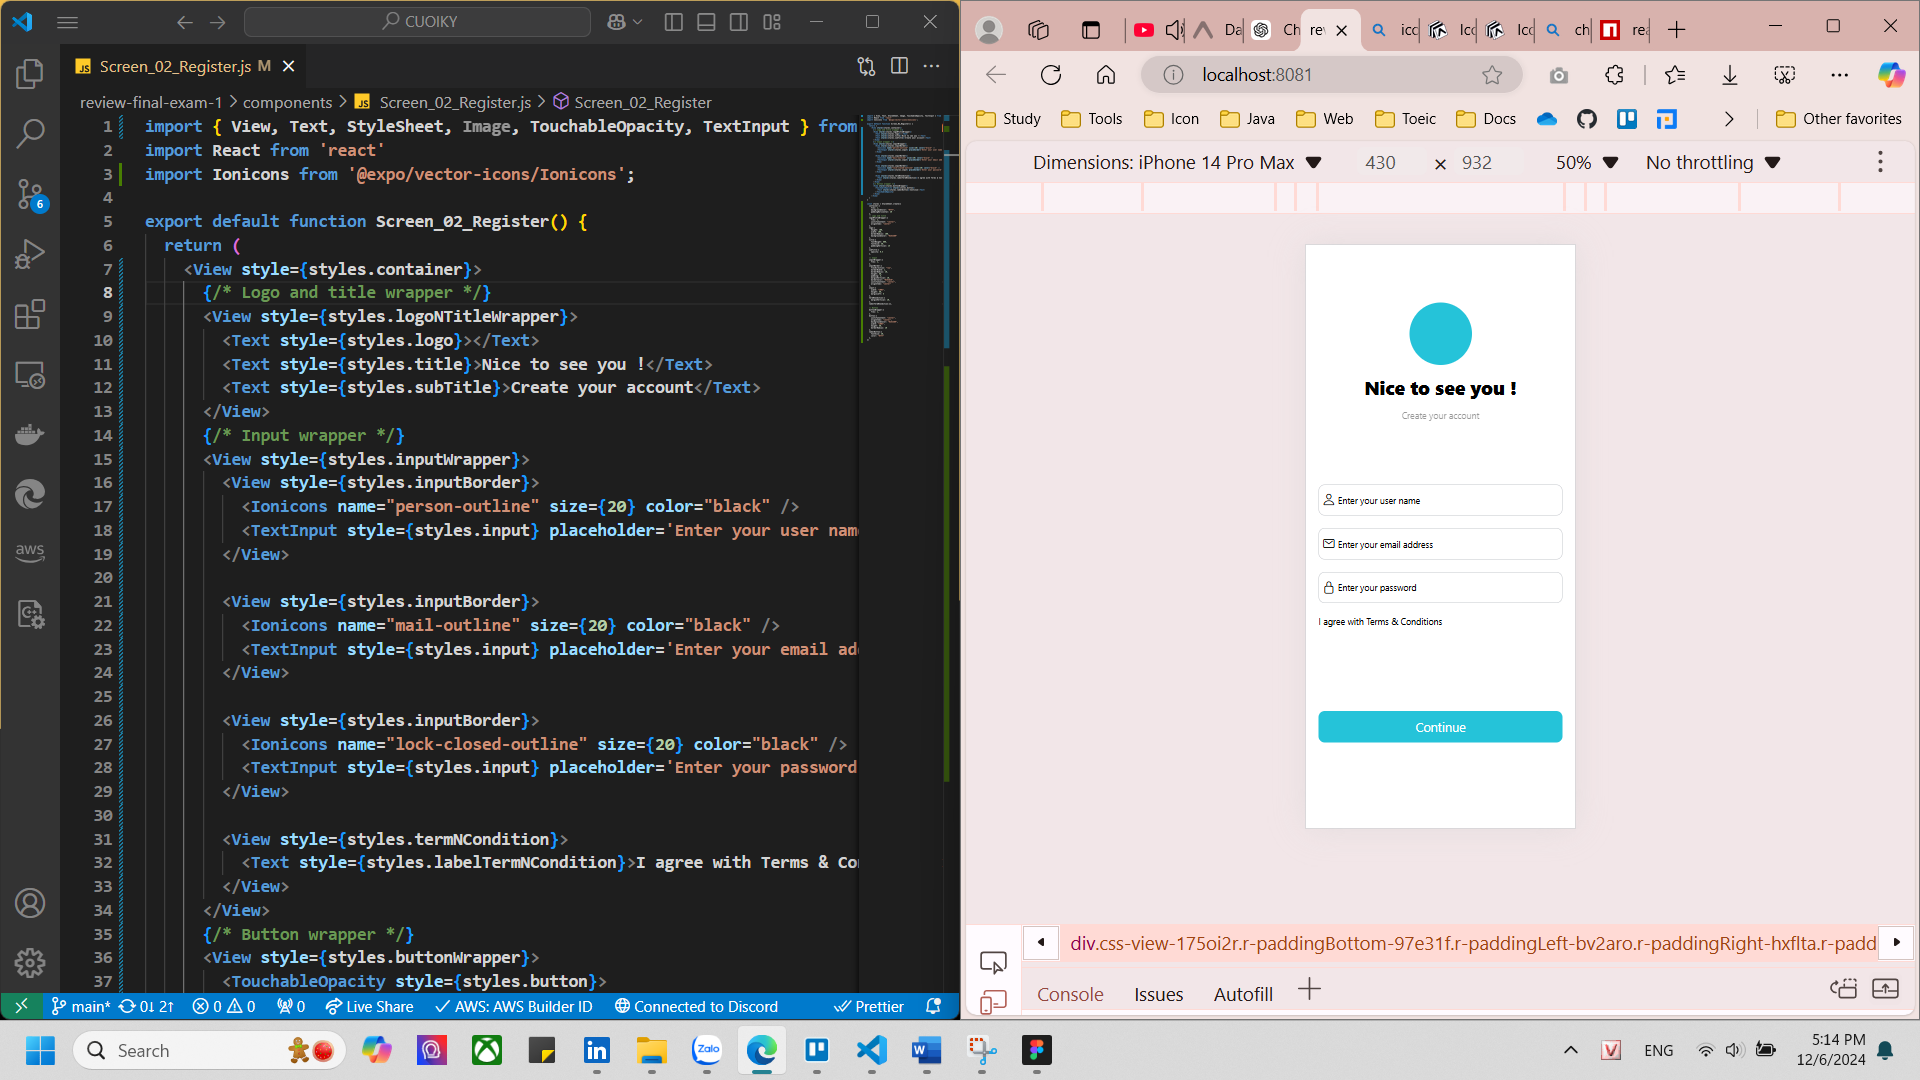 CUOIKY
Screen_02_Register.js M
review-final-exam-1 > components > Screen_02_Register.js > Screen_02_Register
1 import { View, Text, StyleSheet, Image, TouchableOpacity, TextInput } from
2 import React from 'react'
3 import Ionicons from '@expo/vector-icons/Ionicons';
4
5 export default function Screen_02_Register() {
6 return (
7 <View style={styles.container}>
8 {/* Logo and title wrapper */}
9 <View style={styles.logoNTitleWrapper}>
10 <Text style={styles.logo}></Text>
11 <Text style={styles.title}>Nice to see you !</Text>
12 <Text style={styles.subTitle}>Create your account</Text>
13 </View>
14 {/* Input wrapper */}
15 <View style={styles.inputWrapper}>
16 <View style={styles.inputBorder}>
17 <Ionicons name="person-outline" size={20} color="black" />
18 <TextInput style={styles.input} placeholder='Enter your user nam
19 </View>
20
21 <View style={styles.inputBorder}>
22 <Ionicons name="mail-outline" size={20} color="black" />
23 <TextInput style={styles.input} placeholder='Enter your email ad
24 </View>
25
26 <View style={styles.inputBorder}>
27 <Ionicons name="lock-closed-outline" size={20} color="black" />
28 <TextInput style={styles.input} placeholder='Enter your password
29 </View>
30
31 <View style={styles.termNCondition}>
32 <Text style={styles.labelTermNCondition}>I agree with Terms & Co
33 </View>
34 </View>
35 {/* Button wrapper */}
36 <View style={styles.buttonWrapper}>
37 <TouchableOpacity style={styles.button}>
6
aws
main* 0↓ 2↑ 0 0 0 Live Share AWS: AWS Builder ID Connected to Discord Prettier
Da Ch re icc Ico Ico ch rea
localhost:8081
Study Tools Icon Java Web Toeic Docs Other favorites
Dimensions: iPhone 14 Pro Max 430 × 932 50% No throttling
Nice to see you !
Create your account
Enter your user name
Enter your email address
Enter your password
I agree with Terms & Conditions
Continue
div.css-view-175oi2r.r-paddingBottom-97e31f.r-paddingLeft-bv2aro.r-paddingRight-hxflta.r-padd
Console Issues Autofill
Search
Zalo
ENG
5:14 PM
12/6/2024